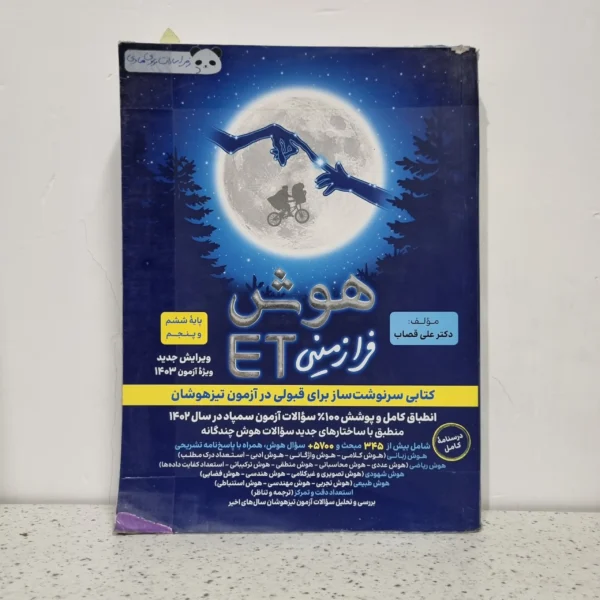 هوش
فرازمینی ET
مؤلف:
دکتر علی قصاب
پایهٔ ششم
و پنجم
ویرایش جدید
ویژهٔ آزمون ۱۴۰۳
کتابی سرنوشت‌ساز برای قبولی در آزمون تیزهوشان
انطباق کامل و پوشش ۱۰۰٪ سؤالات آزمون سمپاد در سال ۱۴۰۲
منطبق با ساختارهای جدید سؤالات هوش چندگانه
درسنامهٔ
کامل
شامل بیش از ۳۴۵ مبحث و ۵۷۰۰+ سؤال هوش، همراه با پاسخ‌نامه تشریحی
هوش زبانی (هوش کلامی - هوش واژگانی - هوش ادبی - استعداد درک مطلب)
هوش ریاضی (هوش عددی - هوش محاسباتی - هوش منطقی - هوش ترکیباتی - استعداد کفایت داده‌ها)
هوش شهودی (هوش تصویری و غیرکلامی - هوش هندسی - هوش فضایی)
هوش طبیعی (هوش تجربی - هوش مهندسی - هوش استنباطی)
استعداد دقت و تمرکز (ترجمه و تناظر)
بررسی و تحلیل سؤالات آزمون تیزهوشان سال‌های اخیر